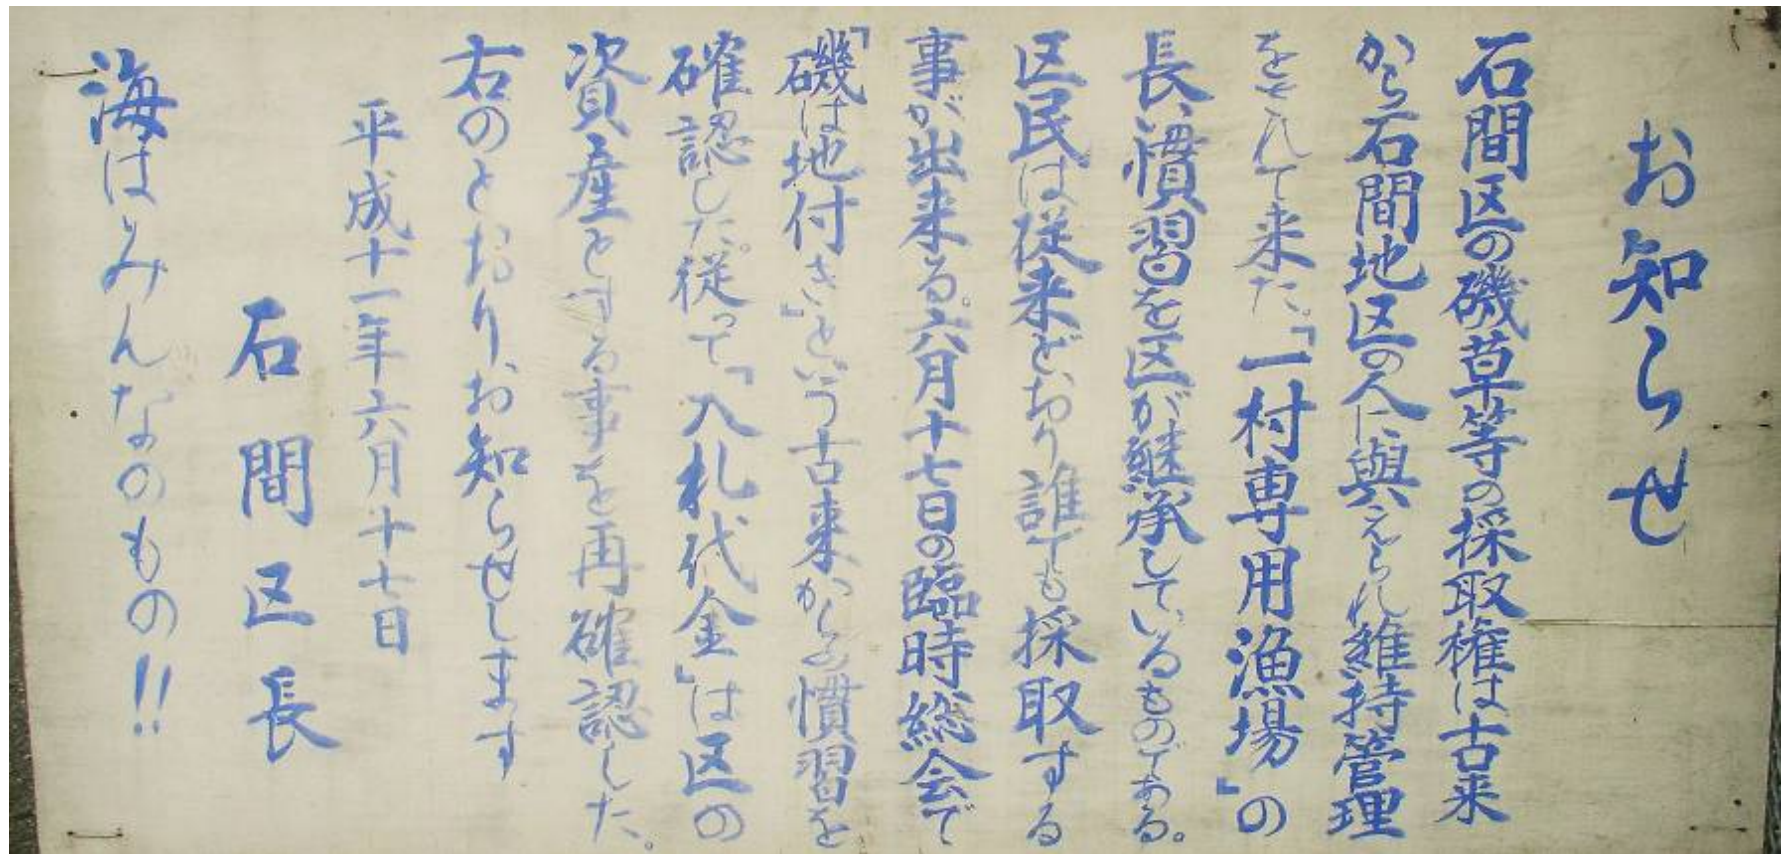 お知らせ
石間区の磯草等の採取権は古来
から石間地区の人に與えられ維持管理
をされて来た。「一村専用漁場」の
長い慣習を区が継承しているものである。
区民は従来どおり誰でも採取する
事が出来る。六月十七日の臨時総会で
「磯は地付き」という古来からの慣習を
確認した。従って「入札代金」は区の
資産とする事を再確認した。
右のとおり、お知らせします
平成十一年六月十七日
石間区長
海はみんなのもの!!